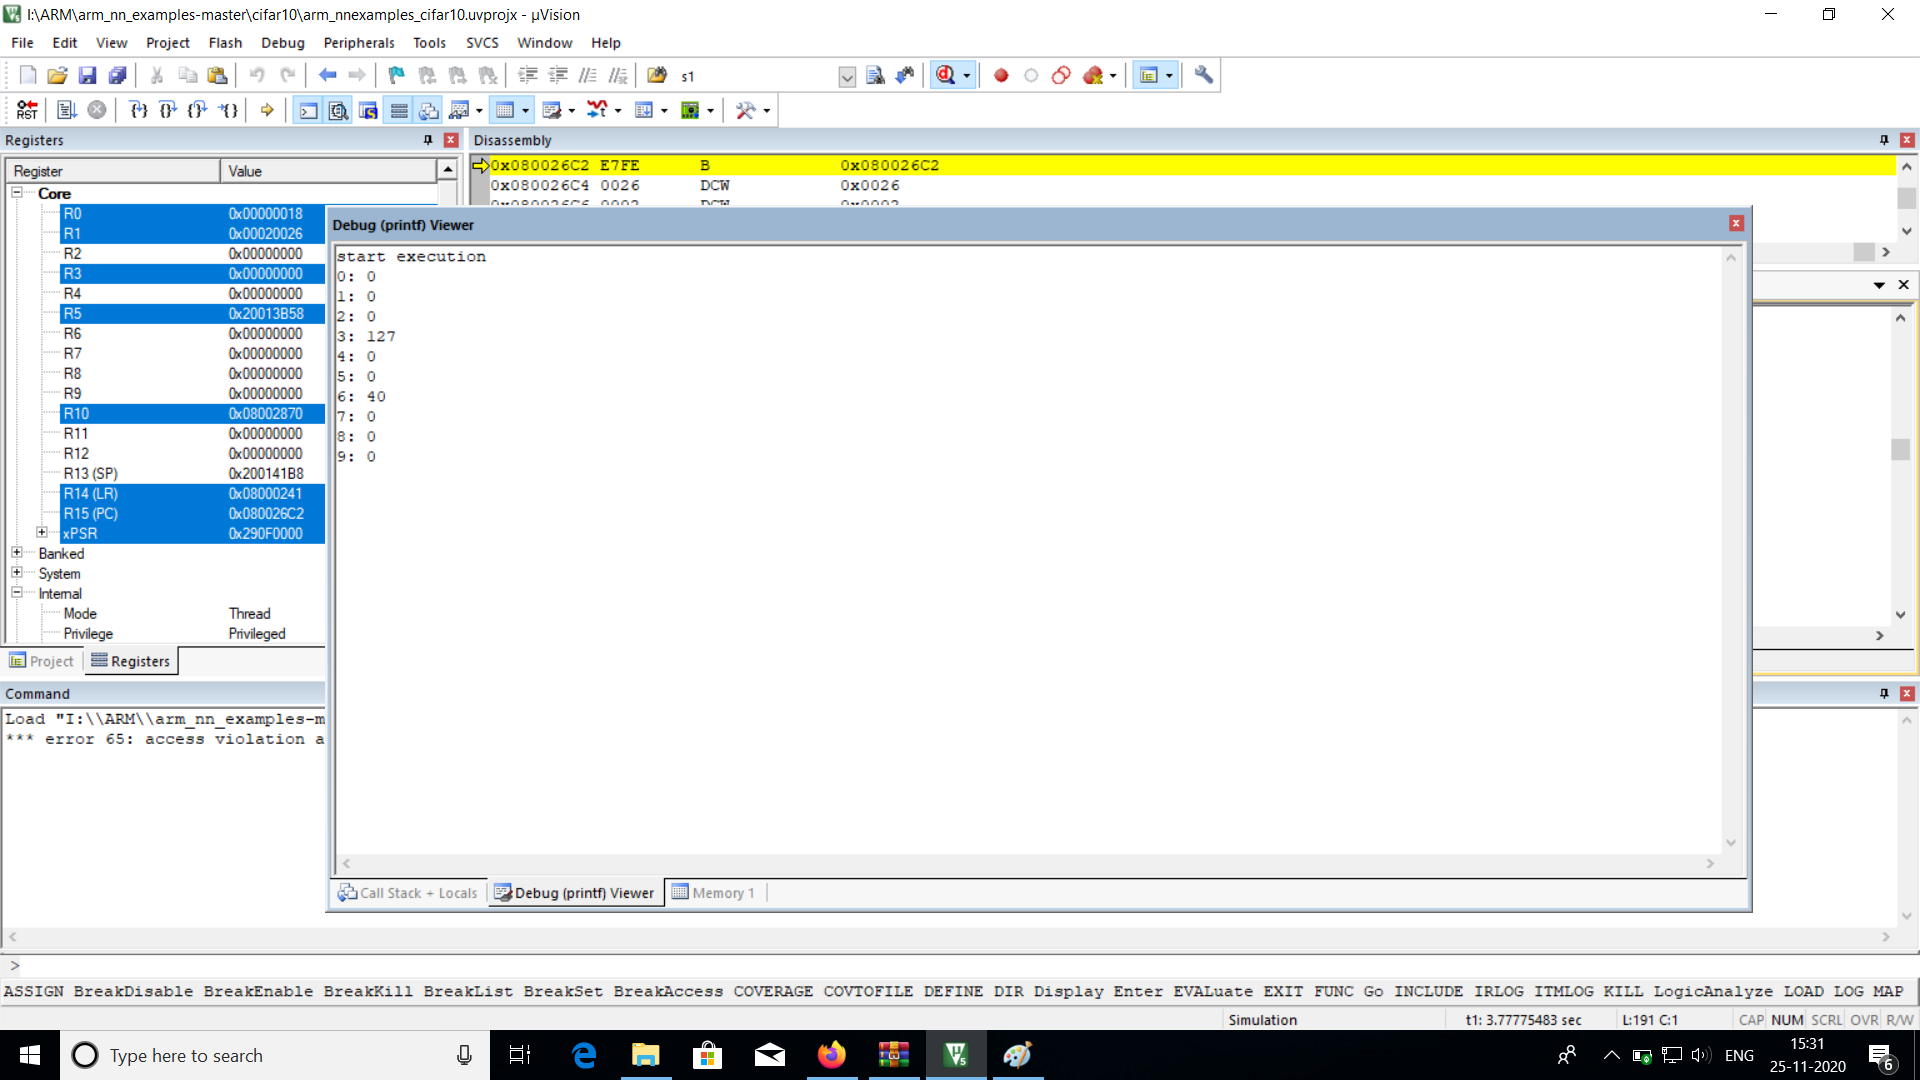 I:\ARM\arm_nn_examples-master\cifar10\arm_nnexamples_cifar10.uvprojx - µVision
File Edit View Project Flash Debug Peripherals Tools SVCS Window Help
s1
RST
Registers
Register Value
Core
R0 0x00000018
R1 0x00020026
R2 0x00000000
R3 0x00000000
R4 0x00000000
R5 0x20013B58
R6 0x00000000
R7 0x00000000
R8 0x00000000
R9 0x00000000
R10 0x08002870
R11 0x00000000
R12 0x00000000
R13 (SP) 0x200141B8
R14 (LR) 0x08000241
R15 (PC) 0x080026C2
xPSR 0x290F0000
Banked
System
Internal
Mode Thread
Privilege Privileged
Project Registers
Disassembly
0x080026C2 E7FE B 0x080026C2
0x080026C4 0026 DCW 0x0026
0x080026C6 0002 DCW 0x0002
Debug (printf) Viewer
start execution
0: 0
1: 0
2: 0
3: 127
4: 0
5: 0
6: 40
7: 0
8: 0
9: 0
Call Stack + Locals Debug (printf) Viewer Memory 1
Command
Load "I:\\ARM\\arm_nn_examples-m
*** error 65: access violation a
>
ASSIGN BreakDisable BreakEnable BreakKill BreakList BreakSet BreakAccess COVERAGE COVTOFILE DEFINE DIR Display Enter EVALuate EXIT FUNC Go INCLUDE IRLOG ITMLOG KILL LogicAnalyze LOAD LOG MAP
Simulation t1: 3.77775483 sec L:191 C:1 CAP NUM SCRL OVR R/W
Type here to search
ENG
15:31
25-11-2020
6